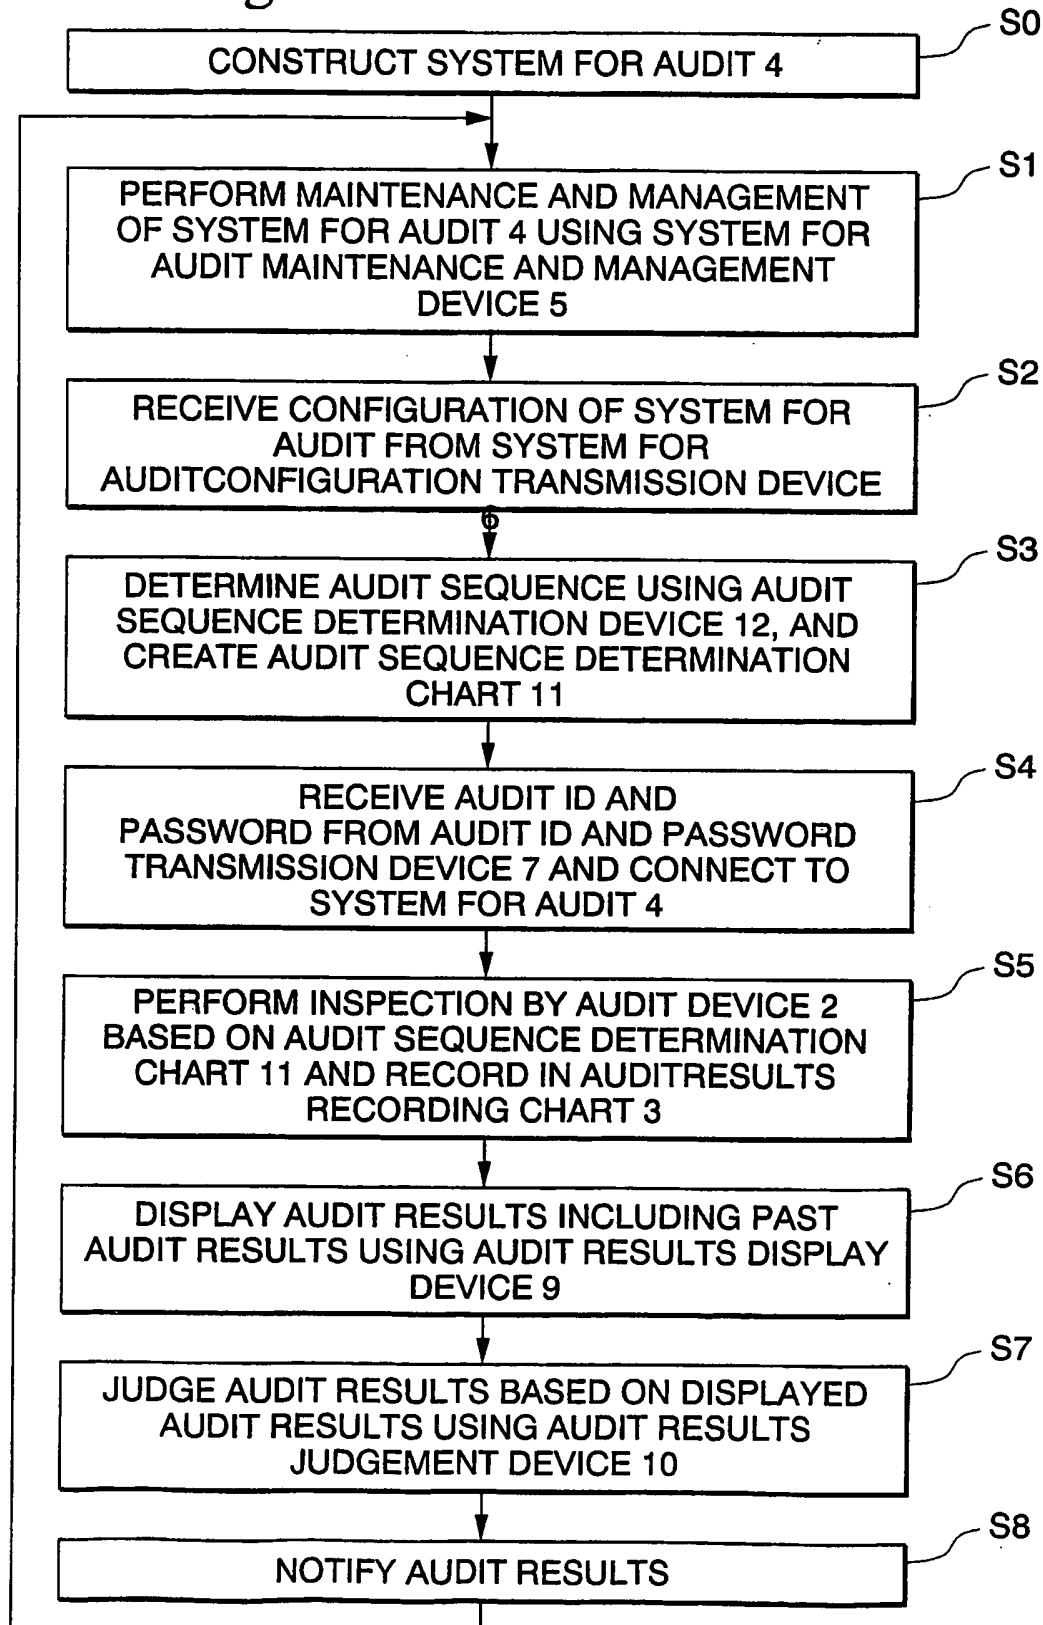 S0
CONSTRUCT SYSTEM FOR AUDIT 4
S1
PERFORM MAINTENANCE AND MANAGEMENT
OF SYSTEM FOR AUDIT 4 USING SYSTEM FOR
AUDIT MAINTENANCE AND MANAGEMENT
DEVICE 5
S2
RECEIVE CONFIGURATION OF SYSTEM FOR
AUDIT FROM SYSTEM FOR
AUDITCONFIGURATION TRANSMISSION DEVICE
6
S3
DETERMINE AUDIT SEQUENCE USING AUDIT
SEQUENCE DETERMINATION DEVICE 12, AND
CREATE AUDIT SEQUENCE DETERMINATION
CHART 11
S4
RECEIVE AUDIT ID AND
PASSWORD FROM AUDIT ID AND PASSWORD
TRANSMISSION DEVICE 7 AND CONNECT TO
SYSTEM FOR AUDIT 4
S5
PERFORM INSPECTION BY AUDIT DEVICE 2
BASED ON AUDIT SEQUENCE DETERMINATION
CHART 11 AND RECORD IN AUDITRESULTS
RECORDING CHART 3
S6
DISPLAY AUDIT RESULTS INCLUDING PAST
AUDIT RESULTS USING AUDIT RESULTS DISPLAY
DEVICE 9
S7
JUDGE AUDIT RESULTS BASED ON DISPLAYED
AUDIT RESULTS USING AUDIT RESULTS
JUDGEMENT DEVICE 10
S8
NOTIFY AUDIT RESULTS